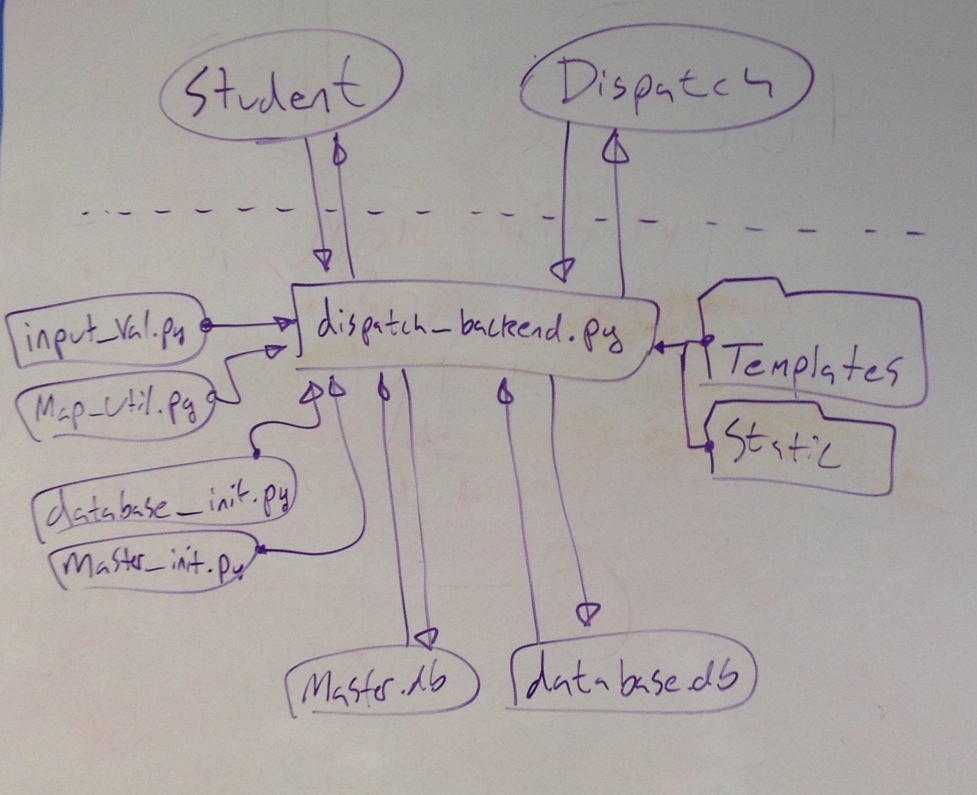 Student
Dispatch
input_val.py
dispatch_backend.py
Map_util.py
Templates
Static
database_init.py
Master_init.py
Master.db
database.db